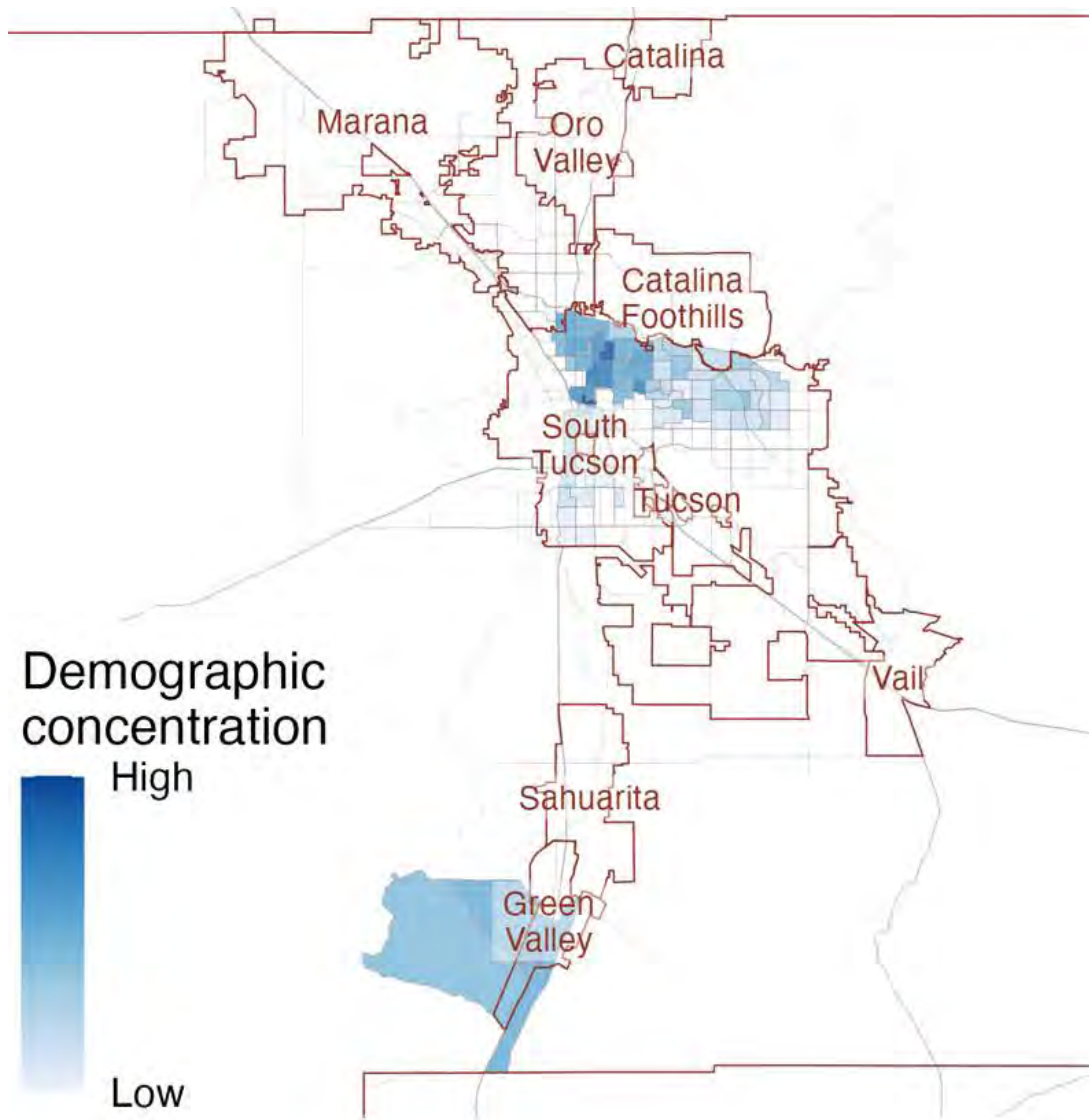 Catalina
Marana
Oro
Valley
Catalina
Foothills
South
Tucson
Tucson
Vail
Sahuarita
Green
Valley
Demographic
concentration
High
Low